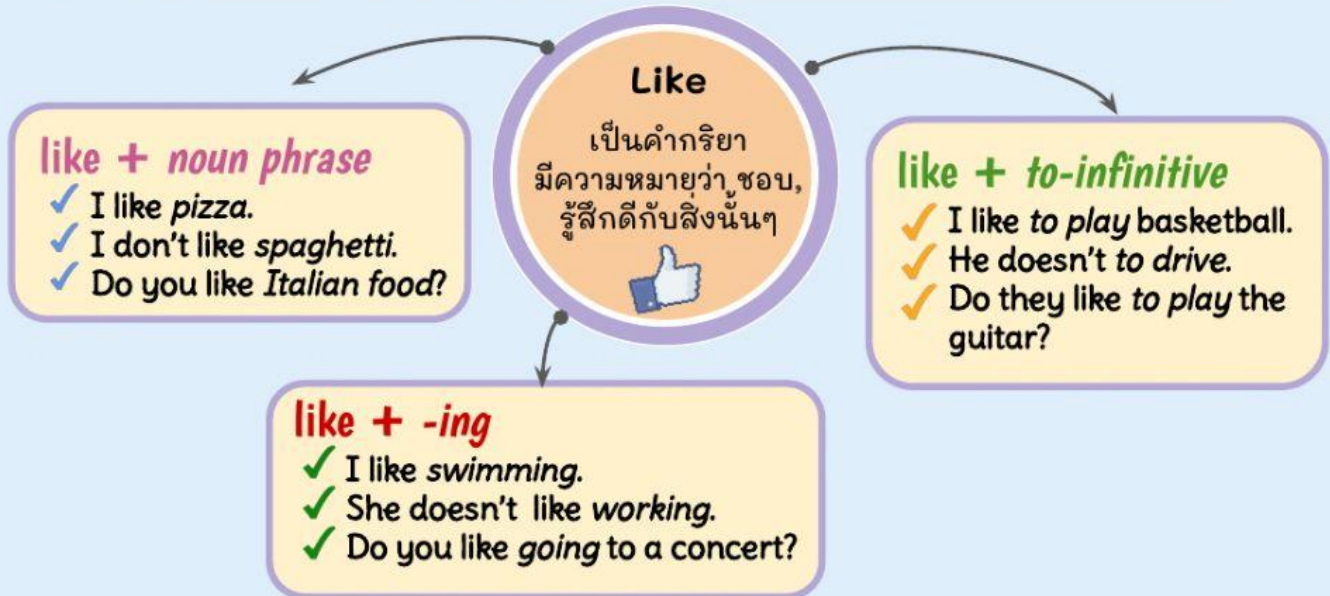 Like
เป็นคำกริยา
มีความหมายว่า ชอบ,
รู้สึกดีกับสิ่งนั้นๆ
like + noun phrase
I like pizza.
I don't like spaghetti.
Do you like Italian food?
like + to-infinitive
I like to play basketball.
He doesn't to drive.
Do they like to play the
guitar?
like + -ing
I like swimming.
She doesn't like working.
Do you like going to a concert?